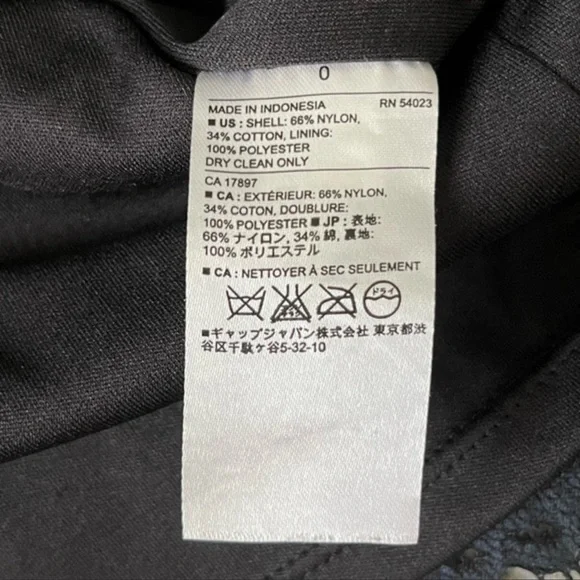 0
MADE IN INDONESIA RN 54023
■ US : SHELL: 66% NYLON,
34% COTTON, LINING:
100% POLYESTER
DRY CLEAN ONLY
CA 17897
■ CA : EXTÉRIEUR: 66% NYLON,
34% COTON, DOUBLURE:
100% POLYESTER ■ JP : 表地:
66% ナイロン, 34% 綿, 裏地:
100% ポリエステル
■ CA : NETTOYER À SEC SEULEMENT
ドライ
■ギャップジャパン株式会社 東京都渋
谷区千駄ヶ谷5-32-10